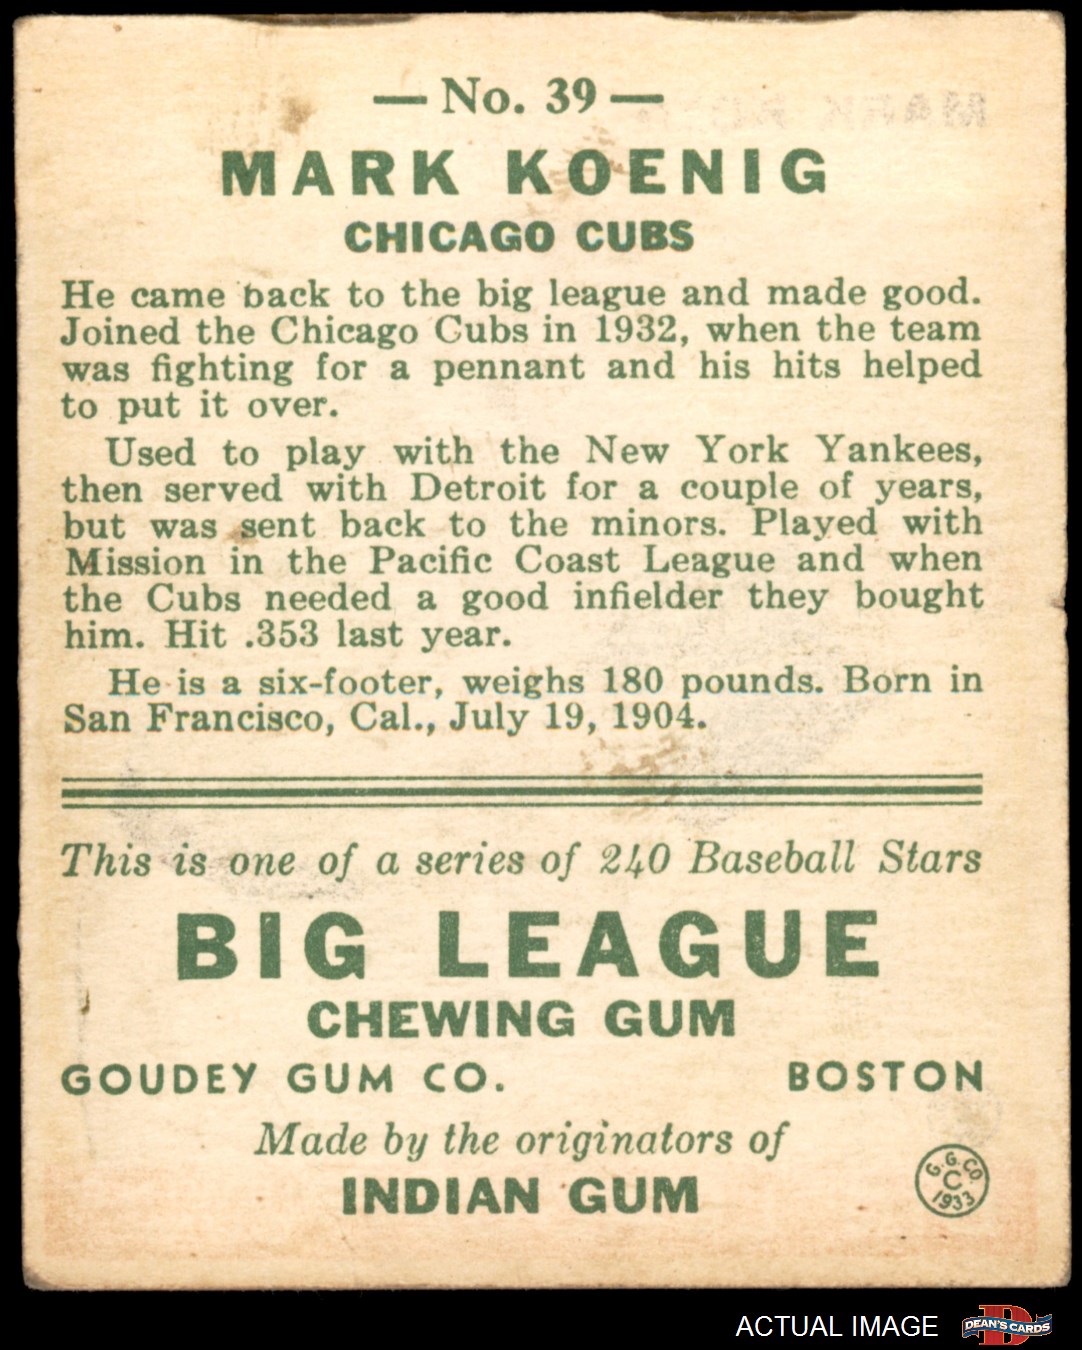 — No. 39 —
MARK KOENIG
CHICAGO CUBS
He came back to the big league and made good.
Joined the Chicago Cubs in 1932, when the team
was fighting for a pennant and his hits helped
to put it over.
Used to play with the New York Yankees,
then served with Detroit for a couple of years,
but was sent back to the minors. Played with
Mission in the Pacific Coast League and when
the Cubs needed a good infielder they bought
him. Hit .353 last year.
He is a six-footer, weighs 180 pounds. Born in
San Francisco, Cal., July 19, 1904.
This is one of a series of 240 Baseball Stars
BIG LEAGUE
CHEWING GUM
GOUDEY GUM CO. BOSTON
Made by the originators of
INDIAN GUM
G. G. CO.
C
1933
ACTUAL IMAGE
D
DEAN'S CARDS